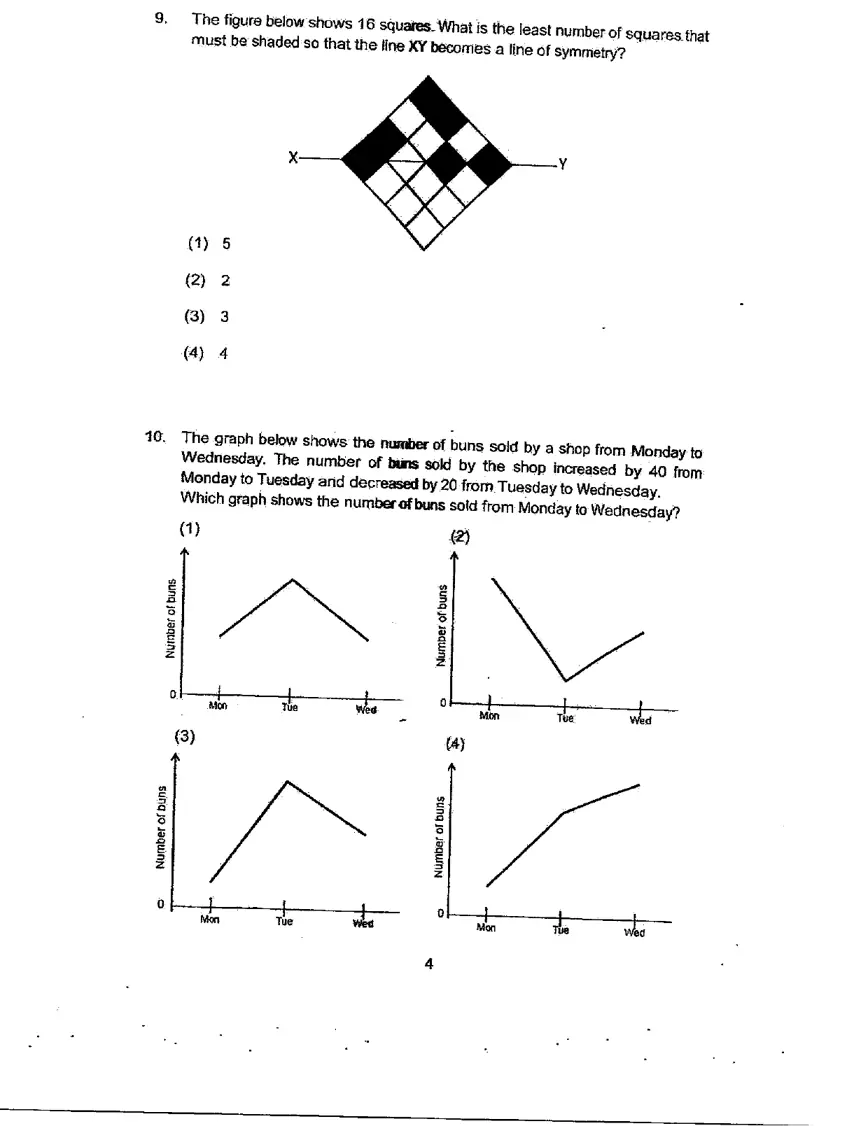 9. The figure below shows 16 squares. What is the least number of squares that
must be shaded so that the line XY becomes a line of symmetry?
X
Y
(1) 5
(2) 2
(3) 3
(4) 4
10. The graph below shows the number of buns sold by a shop from Monday to
Wednesday. The number of buns sold by the shop increased by 40 from
Monday to Tuesday and decreased by 20 from Tuesday to Wednesday.
Which graph shows the number of buns sold from Monday to Wednesday?
(1)
Number of buns
0
Mon Tue Wed
(2)
Number of buns
0
Mon Tue Wed
(3)
Number of buns
0
Mon Tue Wed
(4)
Number of buns
0
Mon Tue Wed
4